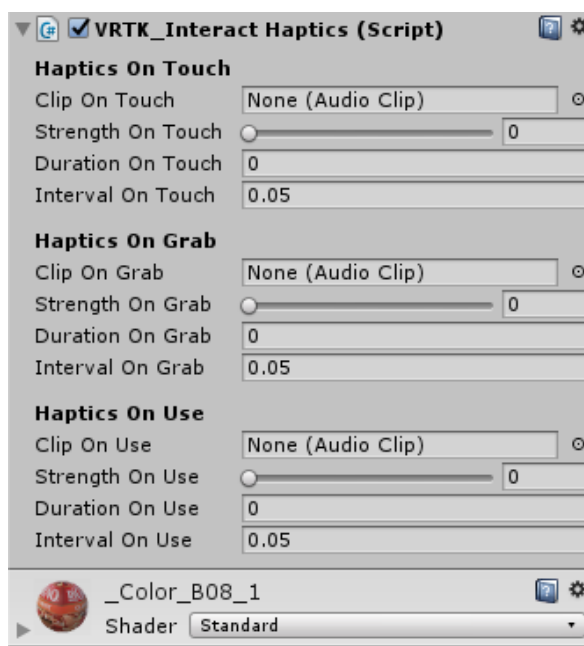 VRTK_Interact Haptics (Script)
Haptics On Touch
Clip On Touch None (Audio Clip)
Strength On Touch 0
Duration On Touch 0
Interval On Touch 0.05
Haptics On Grab
Clip On Grab None (Audio Clip)
Strength On Grab 0
Duration On Grab 0
Interval On Grab 0.05
Haptics On Use
Clip On Use None (Audio Clip)
Strength On Use 0
Duration On Use 0
Interval On Use 0.05
_Color_B08_1
Shader Standard